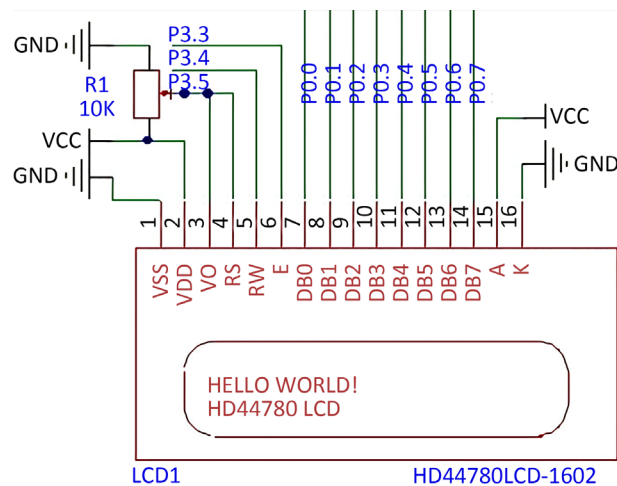 GND
P3.3
P3.4
P3.5
R1
10K
VCC
GND
P0.0
P0.1
P0.2
P0.3
P0.4
P0.5
P0.6
P0.7
VCC
GND
1
2
3
4
5
6
7
8
9
10
11
12
13
14
15
16
VSS
VDD
VO
RS
RW
E
DB0
DB1
DB2
DB3
DB4
DB5
DB6
DB7
A
K
HELLO WORLD!
HD44780 LCD
LCD1
HD44780LCD-1602